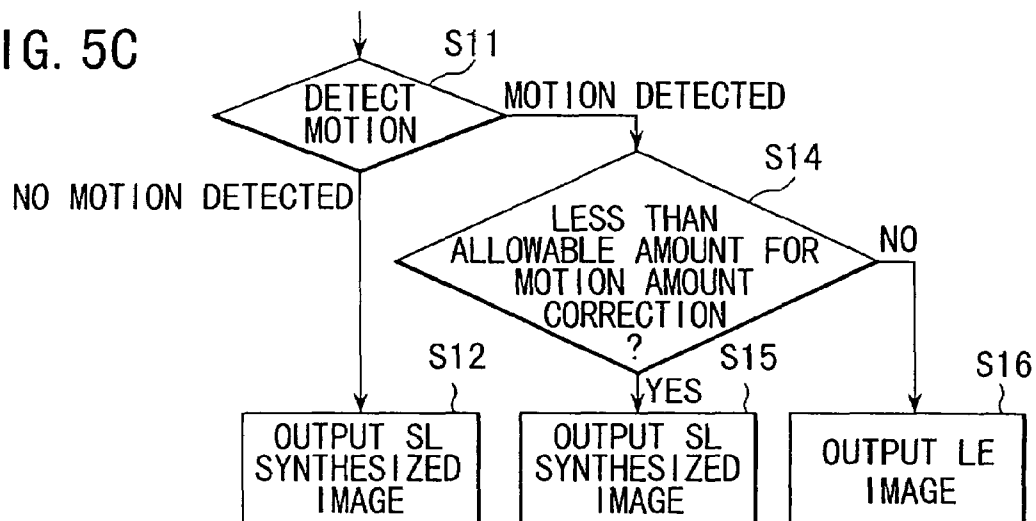 IG. 5C
S11
DETECT
MOTION
MOTION DETECTED
NO MOTION DETECTED
S14
LESS THAN
ALLOWABLE AMOUNT FOR
MOTION AMOUNT
CORRECTION
?
NO
YES
S12
OUTPUT SL
SYNTHESIZED
IMAGE
S15
OUTPUT SL
SYNTHESIZED
IMAGE
S16
OUTPUT LE
IMAGE